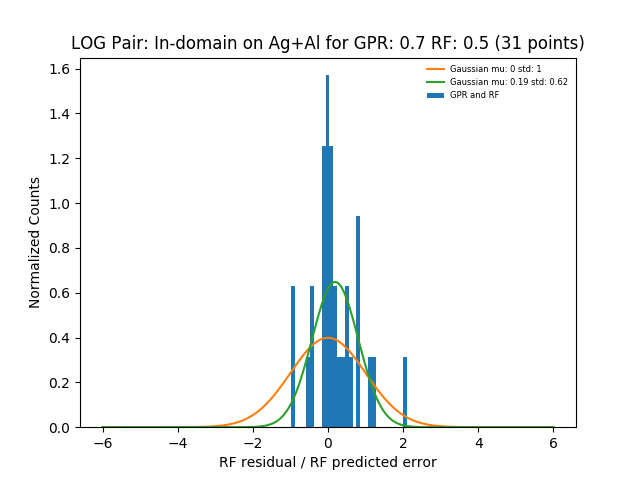 LOG Pair: In-domain on Ag+Al for GPR: 0.7 RF: 0.5 (31 points)
Gaussian mu: 0 std: 1
Gaussian mu: 0.19 std: 0.62
GPR and RF
Normalized Counts
1.6
1.4
1.2
1.0
0.8
0.6
0.4
0.2
0.0
−6 −4 −2 0 2 4 6
RF residual / RF predicted error